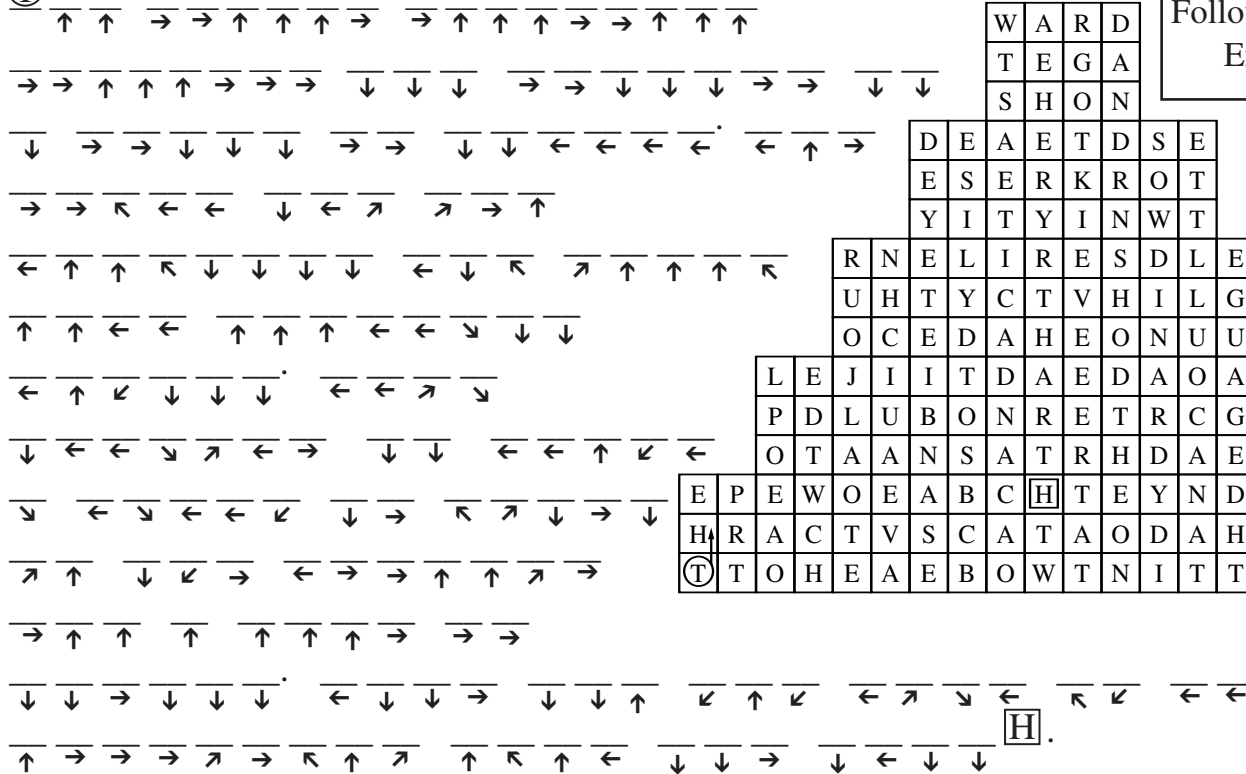 T
Follo
E
W A R D
T E G A
S H O N
D E A E T D S E
E S E R K R O T
Y I T Y I N W T
R N E L I R E S D L E
U H T Y C T V H I L G
O C E D A H E O N U U
L E J I I T D A E D A O A
P D L U B O N R E T R C G
O T A A N S A T R H D A E
E P E W O E A B C H T E Y N D
H R A C T V S C A T A O D A H
T T O H E A E B O W T N I T T
H .